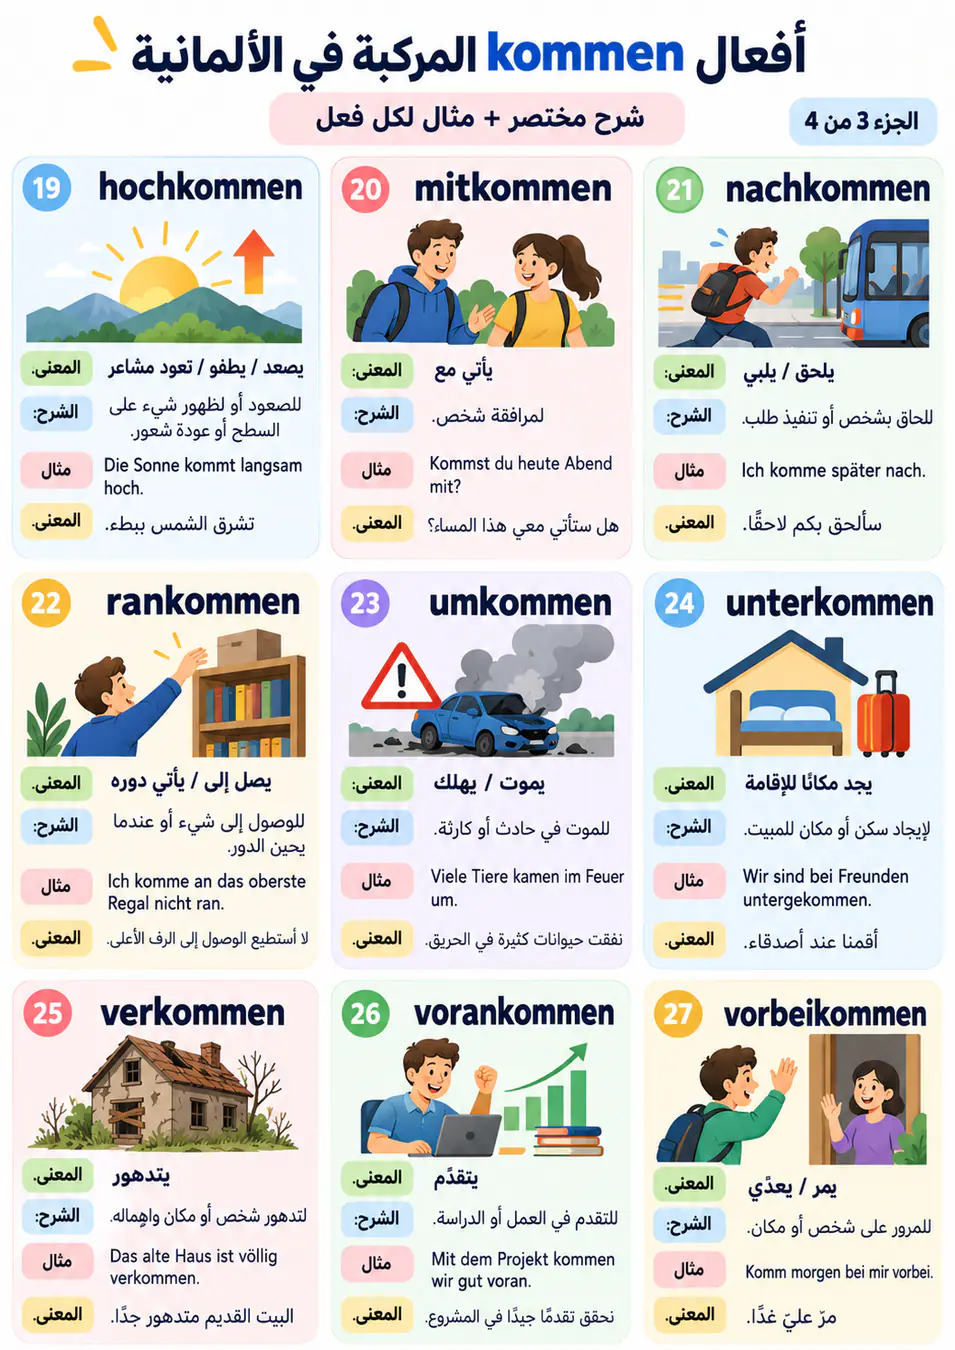 أفعال kommen المركبة في الألمانية
شرح مختصر + مثال لكل فعل
الجزء 3 من 4
19 hochkommen
المعنى. يصعد / يطفو / تعود مشاعر
الشرح: للصعود أو لظهور شيء على
السطح أو عودة شعور.
مثال Die Sonne kommt langsam
hoch.
المعنى. تشرق الشمس ببطء.
20 mitkommen
المعنى: يأتي مع
الشرح: لمرافقة شخص.
مثال Kommst du heute Abend
mit?
المعنى. هل ستأتي معي هذا المساء؟
21 nachkommen
المعنى: يلحق / يلبي
الشرح: للحاق بشخص أو تنفيذ طلب.
مثال Ich komme später nach.
المعنى. سألحق بكم لاحقًا.
22 rankommen
المعنى. يصل إلى / يأتي دوره
الشرح: للوصول إلى شيء أو عندما
يحين الدور.
مثال Ich komme an das oberste
Regal nicht ran.
المعنى. لا أستطيع الوصول إلى الرف الأعلى.
23 umkommen
المعنى: يموت / يهلك
الشرح: للموت في حادث أو كارثة.
مثال Viele Tiere kamen im Feuer
um.
المعنى. نفقت حيوانات كثيرة في الحريق.
24 unterkommen
المعنى. يجد مكانًا للإقامة
الشرح: لإيجاد سكن أو مكان للمبيت.
مثال Wir sind bei Freunden
untergekommen.
المعنى. أقمنا عند أصدقاء.
25 verkommen
المعنى. يتدهور
الشرح: لتدهور شخص أو مكان وإهماله.
مثال Das alte Haus ist völlig
verkommen.
المعنى. البيت القديم متدهور جدًا.
26 vorankommen
المعنى. يتقدّم
الشرح: للتقدم في العمل أو الدراسة.
مثال Mit dem Projekt kommen
wir gut voran.
المعنى. نحقق تقدمًا جيدًا في المشروع.
27 vorbeikommen
المعنى. يمر / يعدّي
الشرح: للمرور على شخص أو مكان.
مثال Komm morgen bei mir vorbei.
المعنى. مرّ عليّ غدًا.